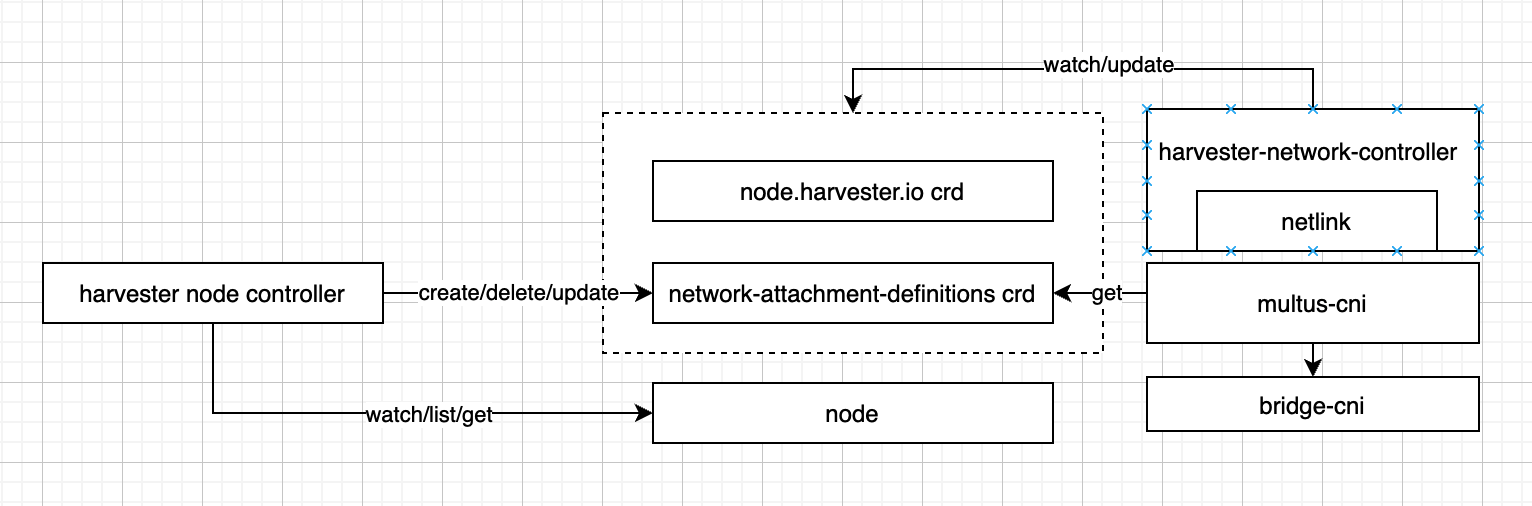 watch/update
harvester-network-controller
node.harvester.io crd
netlink
harvester node controller
create/delete/update
network-attachment-definitions crd
get
multus-cni
watch/list/get
node
bridge-cni